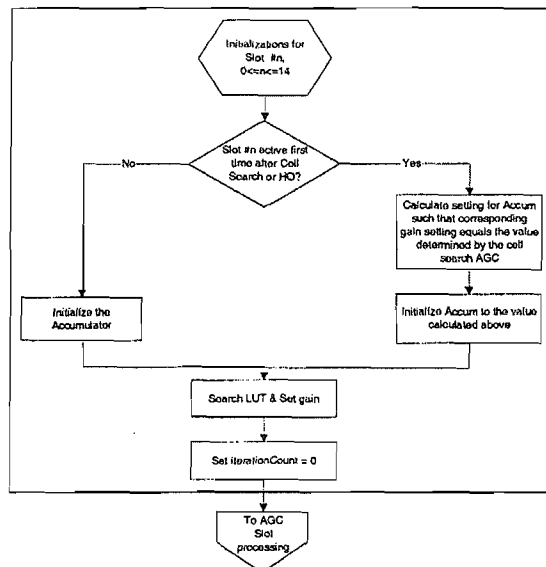 Initializations for
Slot #n,
0<=n<=14
Slot #n active first
time after Cell
Search or HO?
No
Yes
Calculate setting for Accum
such that corresponding
gain setting equals the value
determined by the cell
search AGC
Initialize the
Accumulator
Initialize Accum to the value
calculated above
Search LUT & Set gain
Set iterationCount = 0
To AGC
Slot
processing